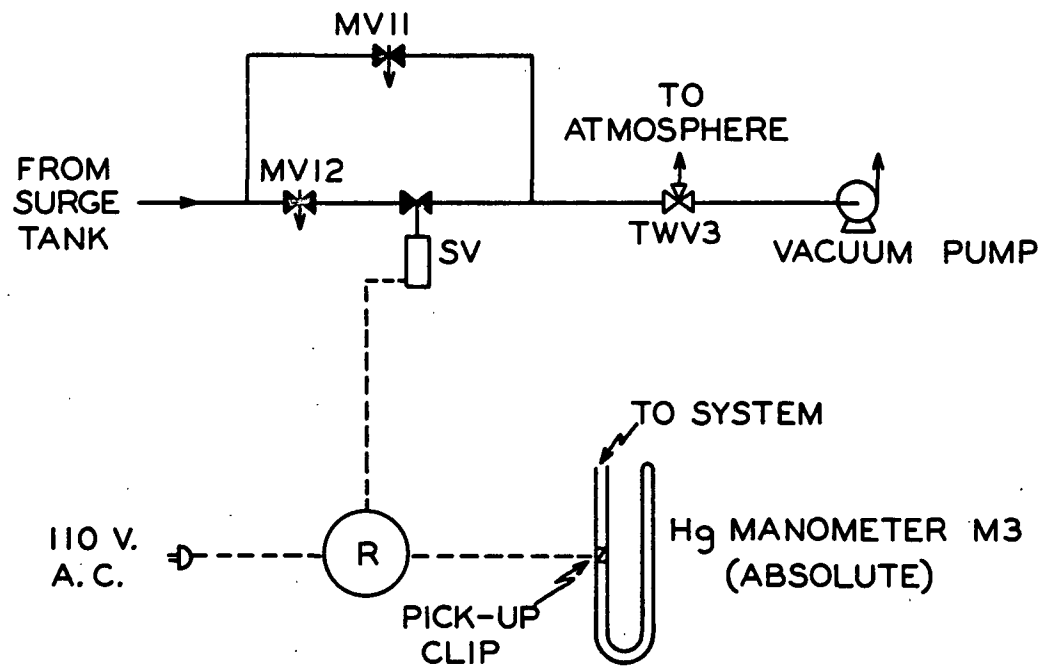 MV11
TO
ATMOSPHERE
FROM
SURGE
TANK
MV12
SV
TWV3
VACUUM PUMP
TO SYSTEM
110 V.
A.C.
R
Hg MANOMETER M3
(ABSOLUTE)
PICK-UP
CLIP